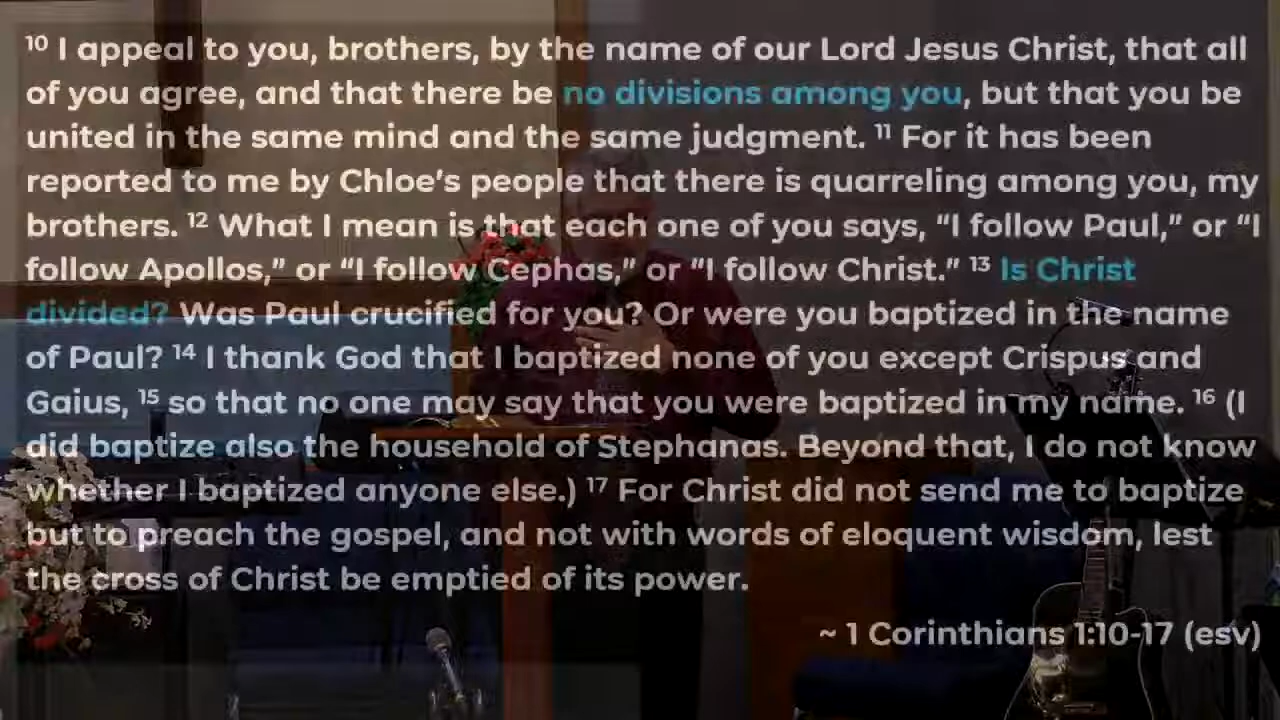 ¹⁰ I appeal to you, brothers, by the name of our Lord Jesus Christ, that all
of you agree, and that there be no divisions among you, but that you be
united in the same mind and the same judgment. ¹¹ For it has been
reported to me by Chloe’s people that there is quarreling among you, my
brothers. ¹² What I mean is that each one of you says, “I follow Paul,” or “I
follow Apollos,” or “I follow Cephas,” or “I follow Christ.” ¹³ Is Christ
divided? Was Paul crucified for you? Or were you baptized in the name
of Paul? ¹⁴ I thank God that I baptized none of you except Crispus and
Gaius, ¹⁵ so that no one may say that you were baptized in my name. ¹⁶ (I
did baptize also the household of Stephanas. Beyond that, I do not know
whether I baptized anyone else.) ¹⁷ For Christ did not send me to baptize
but to preach the gospel, and not with words of eloquent wisdom, lest
the cross of Christ be emptied of its power.
~ 1 Corinthians 1:10-17 (esv)